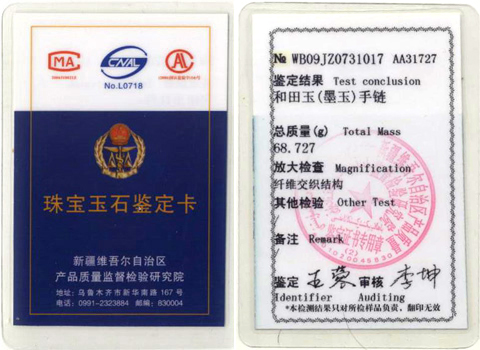 MA
CNAL
No.L0718
AL
珠宝玉石鉴定卡
新疆维吾尔自治区
产品质量监督检验研究院
地址：乌鲁木齐市新华南路 167 号
电话：0991-2323884 邮编：830004
№ WB09JZ0731017 AA31727
鉴定结果 Test conclusion
和田玉(墨玉)手链
总质量(g) Total Mass
68.727
放大检查 Magnification
纤维交织结构
其他检验 Other Test
备注 Remark
鉴定 王蓉 审核 李坤
Identifier Auditing
*本检测结果只对所检样品负责，翻印无效